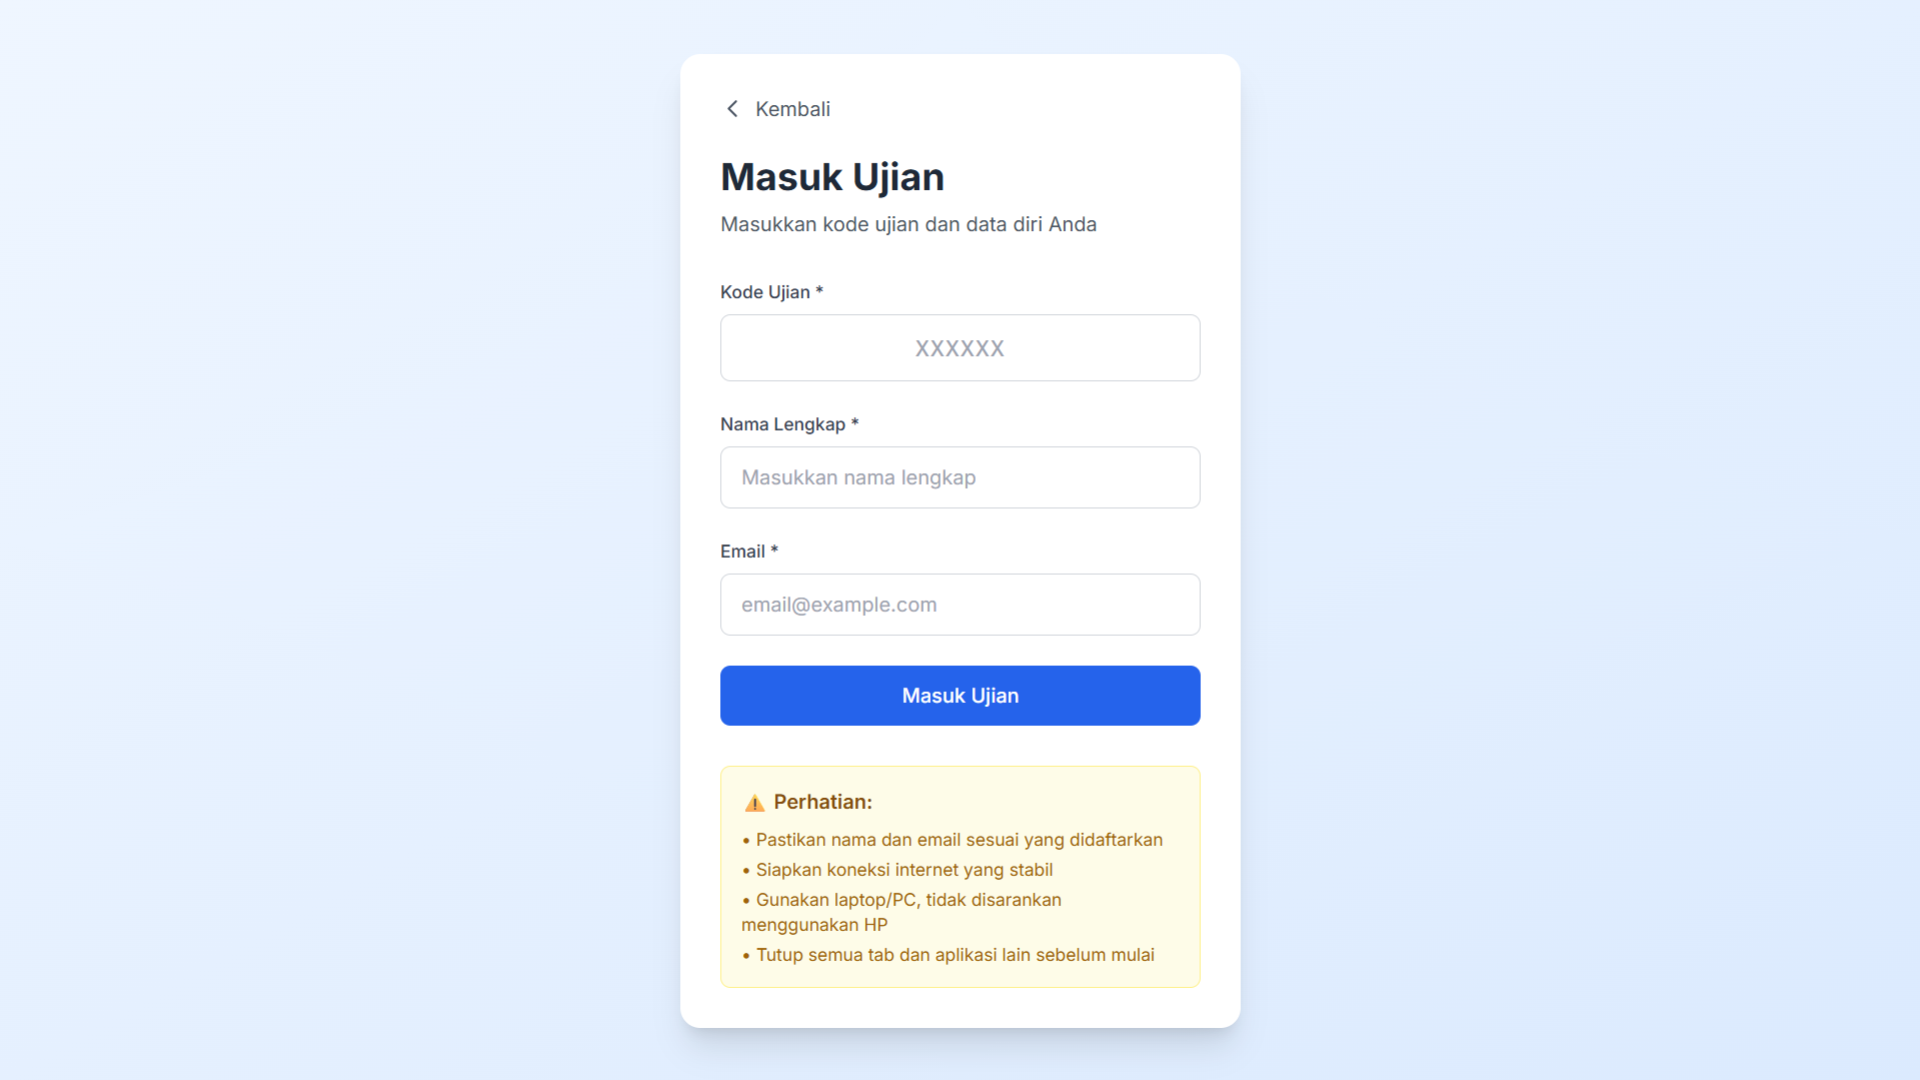 Kembali
Masuk Ujian
Masukkan kode ujian dan data diri Anda
Kode Ujian *
XXXXXX
Nama Lengkap *
Masukkan nama lengkap
Email *
email@example.com
Masuk Ujian
⚠️ Perhatian:
• Pastikan nama dan email sesuai yang didaftarkan
• Siapkan koneksi internet yang stabil
• Gunakan laptop/PC, tidak disarankan
menggunakan HP
• Tutup semua tab dan aplikasi lain sebelum mulai